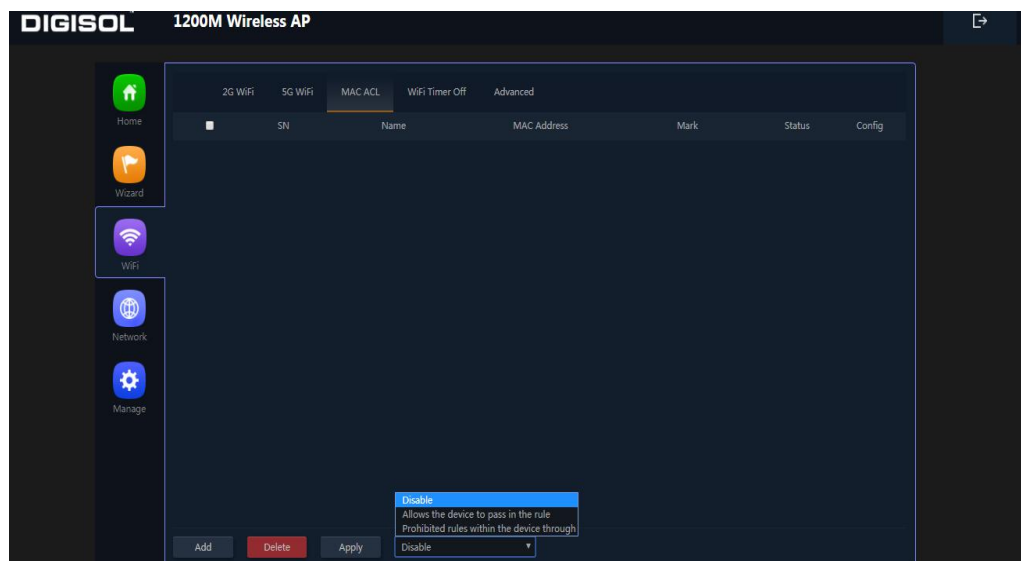 DIGISOL 1200M Wireless AP
2G WiFi 5G WiFi MAC ACL WiFi Timer Off Advanced
Home
SN Name MAC Address Mark Status Config
Wizard
WiFi
Network
Manage
Disable
Allows the device to pass in the rule
Prohibited rules within the device through
Add Delete Apply Disable